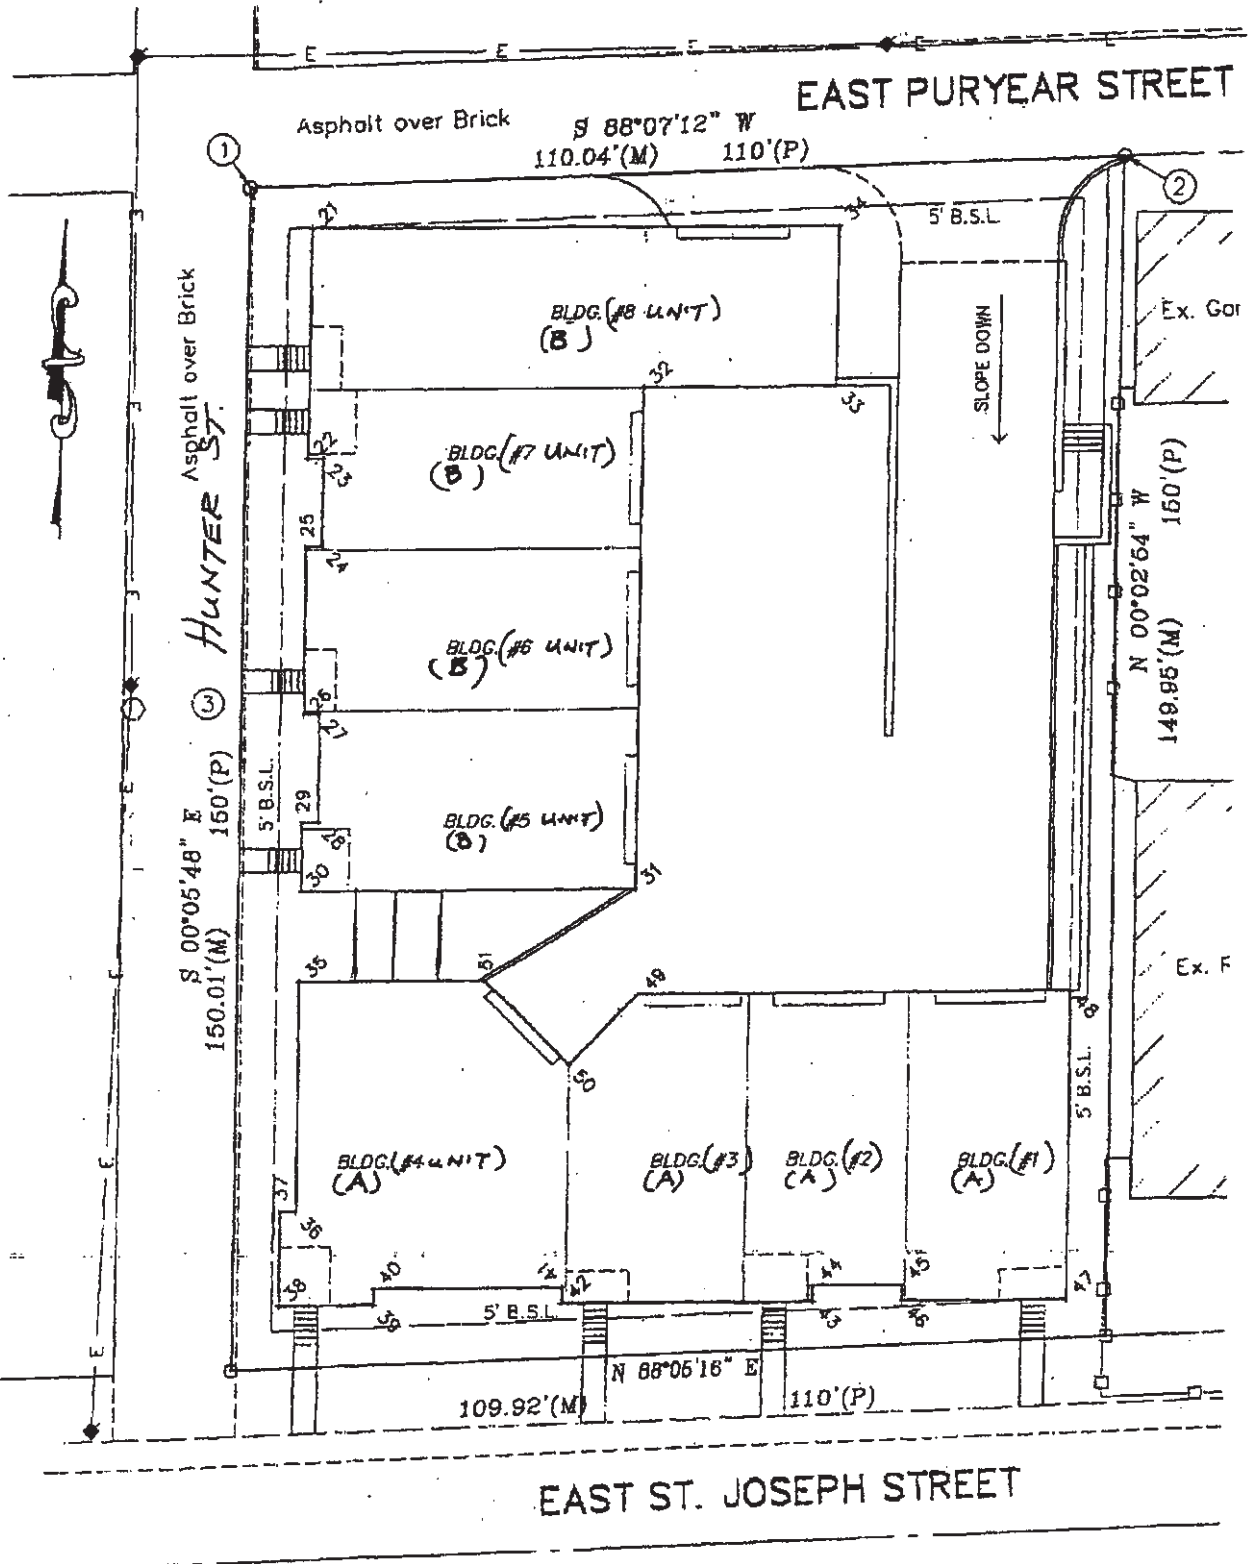 E E E E E
EAST PURYEAR STREET
Asphalt over Brick
S 88°07'12" W
110.04'(M) 110'(P)
1
2
21
34
5' B.S.L.
E
Asphalt over Brick
HUNTER ST.
BLDG. (#8 UNIT)
(B)
Ex. Gar
SLOPE DOWN
32
33
22
23
BLDG. (#7 UNIT)
(B)
25
24
N 00°02'54" W 150'(P)
149.95'(M)
BLDG. (#6 UNIT)
(B)
3
26
27
S 00°05'48" E
150.01'(M) 150'(P)
5' B.S.L.
29
28
BLDG. (#5 UNIT)
(B)
30
31
35
51
49
48
Ex. F
50
5' B.S.L.
BLDG. (#4 UNIT)
(A)
BLDG. (#3)
(A)
BLDG. (#2)
(A)
BLDG. (#1)
(A)
37
36
38
40
39
42
44
43
45
46
47
5' B.S.L.
E
E
E
N 88°05'16" E
109.92'(M) 110'(P)
EAST ST. JOSEPH STREET